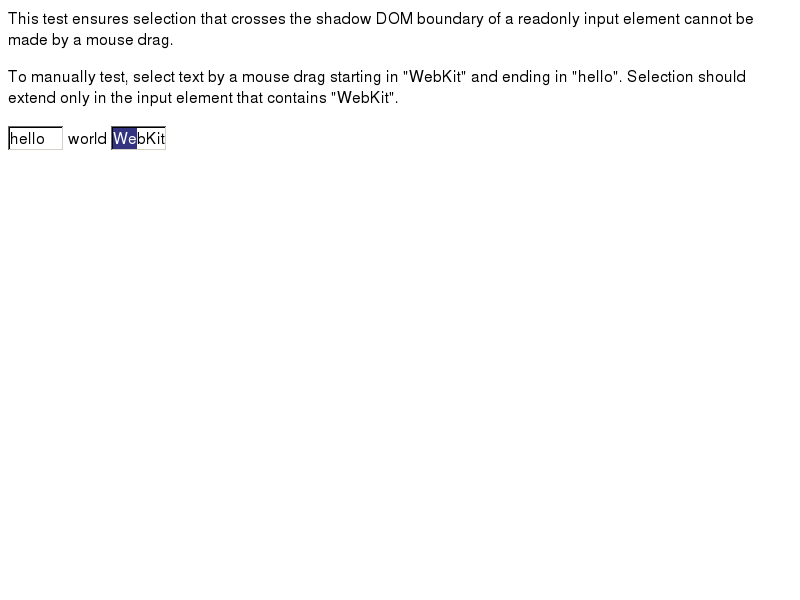 This test ensures selection that crosses the shadow DOM boundary of a readonly input element cannot be
made by a mouse drag.
To manually test, select text by a mouse drag starting in "WebKit" and ending in "hello". Selection should
extend only in the input element that contains "WebKit".
hello world WebKit